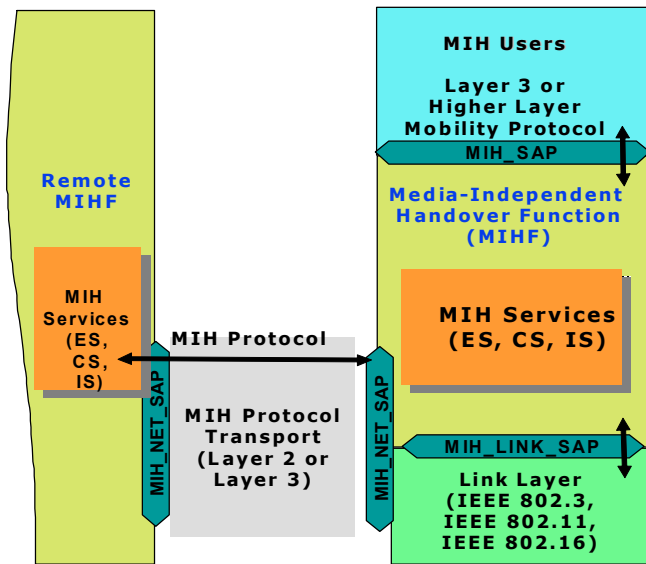 Remote
MIHF
MIH
Services
(ES,
CS,
IS)
MIH_NET_SAP
MIH Protocol
MIH Protocol
Transport
(Layer 2 or
Layer 3)
MIH_NET_SAP
MIH Users
Layer 3 or
Higher Layer
Mobility Protocol
MIH_SAP
Media-Independent
Handover Function
(MIHF)
MIH Services
(ES, CS, IS)
MIH_LINK_SAP
Link Layer
(IEEE 802.3,
IEEE 802.11,
IEEE 802.16)